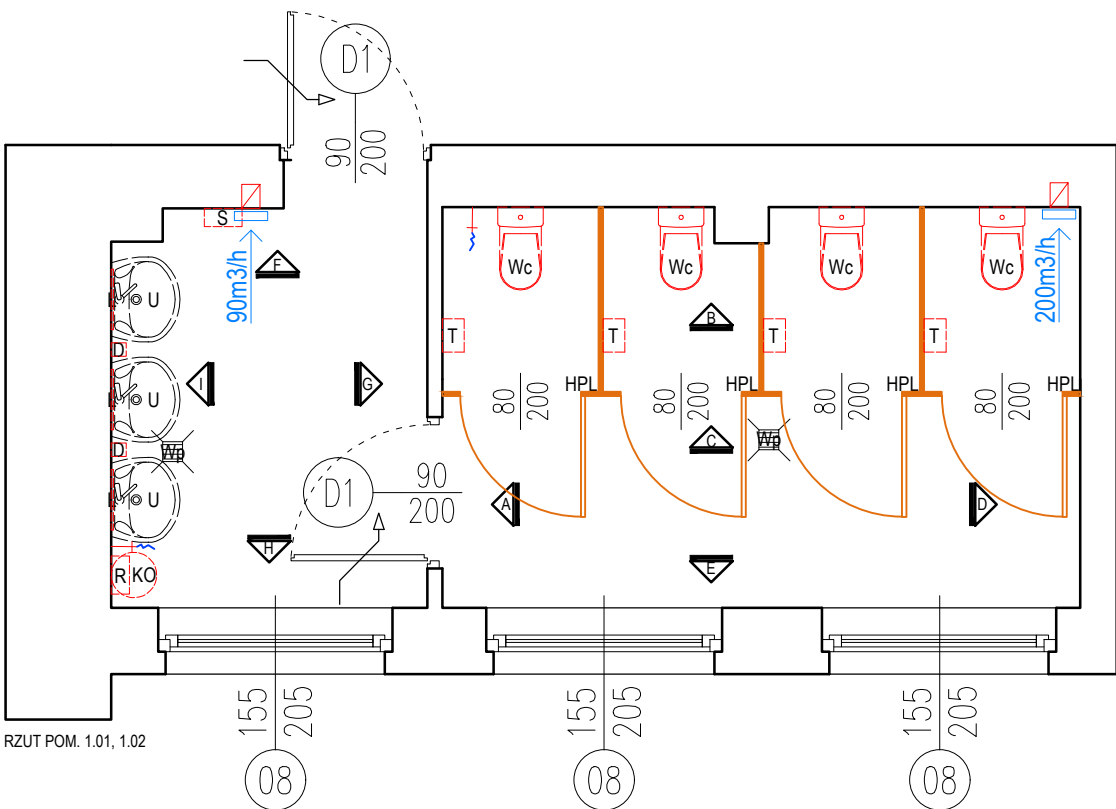 D1
90
200
S
90m3/h
F
Wc
Wc
Wc
Wc
200m3/h
U
D
U
D
U
Wp
I
G
B
T
T
T
T
HPL
HPL
HPL
HPL
80
200
80
200
80
200
80
200
C
Wp
D1
90
200
A
D
H
E
R
KO
155
205
155
205
155
205
RZUT POM. 1.01, 1.02
08
08
08